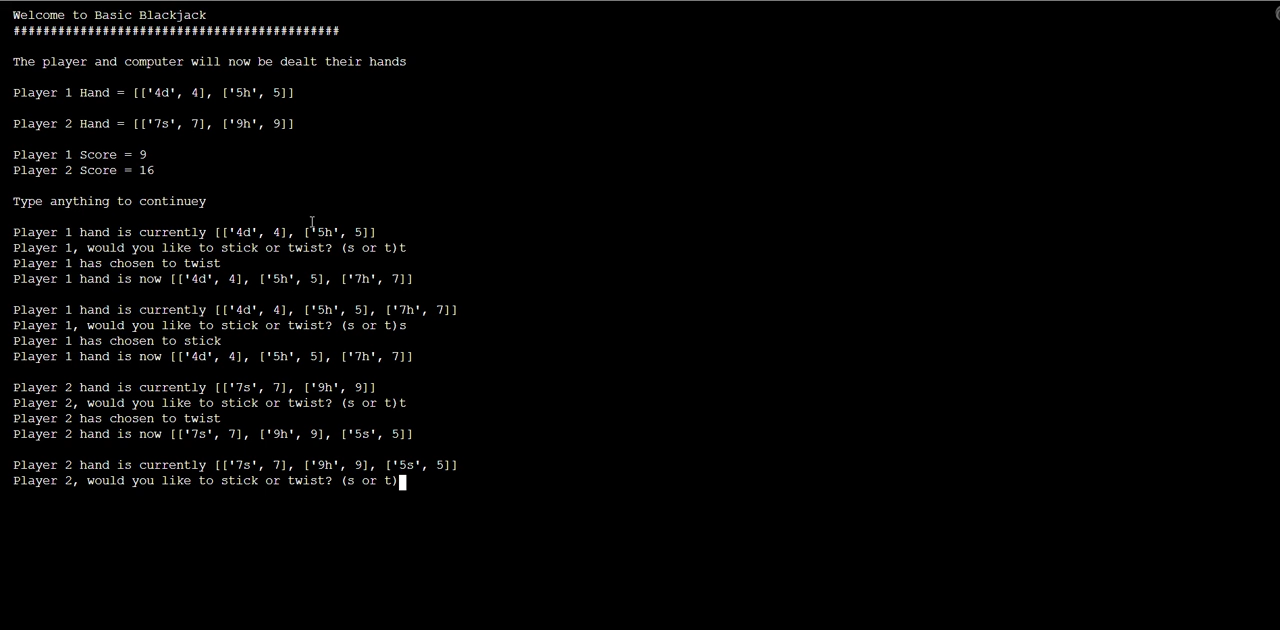 Welcome to Basic Blackjack
############################################
The player and computer will now be dealt their hands
Player 1 Hand = [['4d', 4], ['5h', 5]]
Player 2 Hand = [['7s', 7], ['9h', 9]]
Player 1 Score = 9
Player 2 Score = 16
Type anything to continuey
Player 1 hand is currently [['4d', 4], ['5h', 5]]
Player 1, would you like to stick or twist? (s or t)t
Player 1 has chosen to twist
Player 1 hand is now [['4d', 4], ['5h', 5], ['7h', 7]]
Player 1 hand is currently [['4d', 4], ['5h', 5], ['7h', 7]]
Player 1, would you like to stick or twist? (s or t)s
Player 1 has chosen to stick
Player 1 hand is now [['4d', 4], ['5h', 5], ['7h', 7]]
Player 2 hand is currently [['7s', 7], ['9h', 9]]
Player 2, would you like to stick or twist? (s or t)t
Player 2 has chosen to twist
Player 2 hand is now [['7s', 7], ['9h', 9], ['5s', 5]]
Player 2 hand is currently [['7s', 7], ['9h', 9], ['5s', 5]]
Player 2, would you like to stick or twist? (s or t)